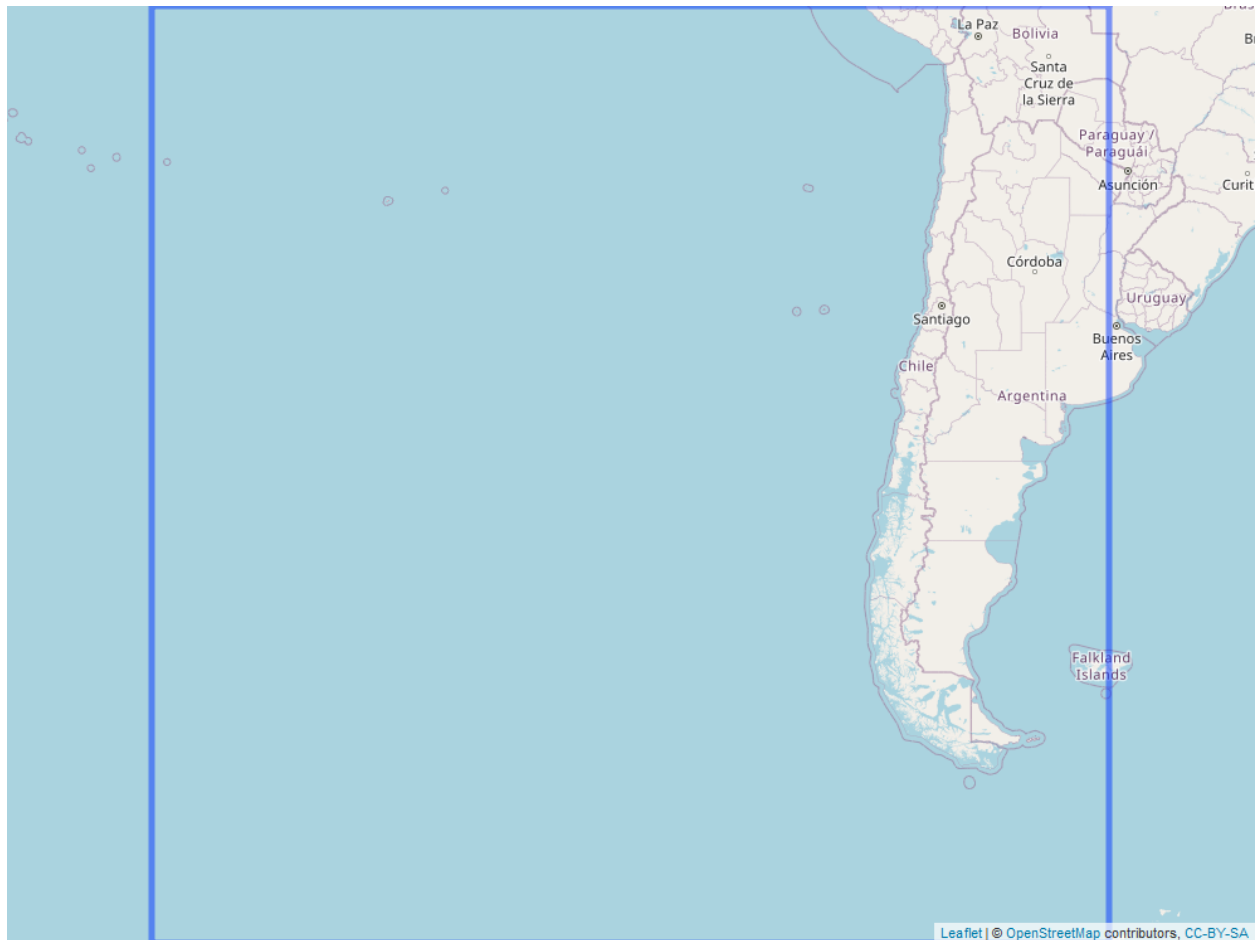 La Paz
Bolivia
Santa
Cruz de
la Sierra
Paraguay /
Paraguái
Asunción
Curit
Córdoba
Uruguay
Santiago
Buenos
Aires
Chile
Argentina
Falkland
Islands
Leaflet | © OpenStreetMap contributors, CC-BY-SA